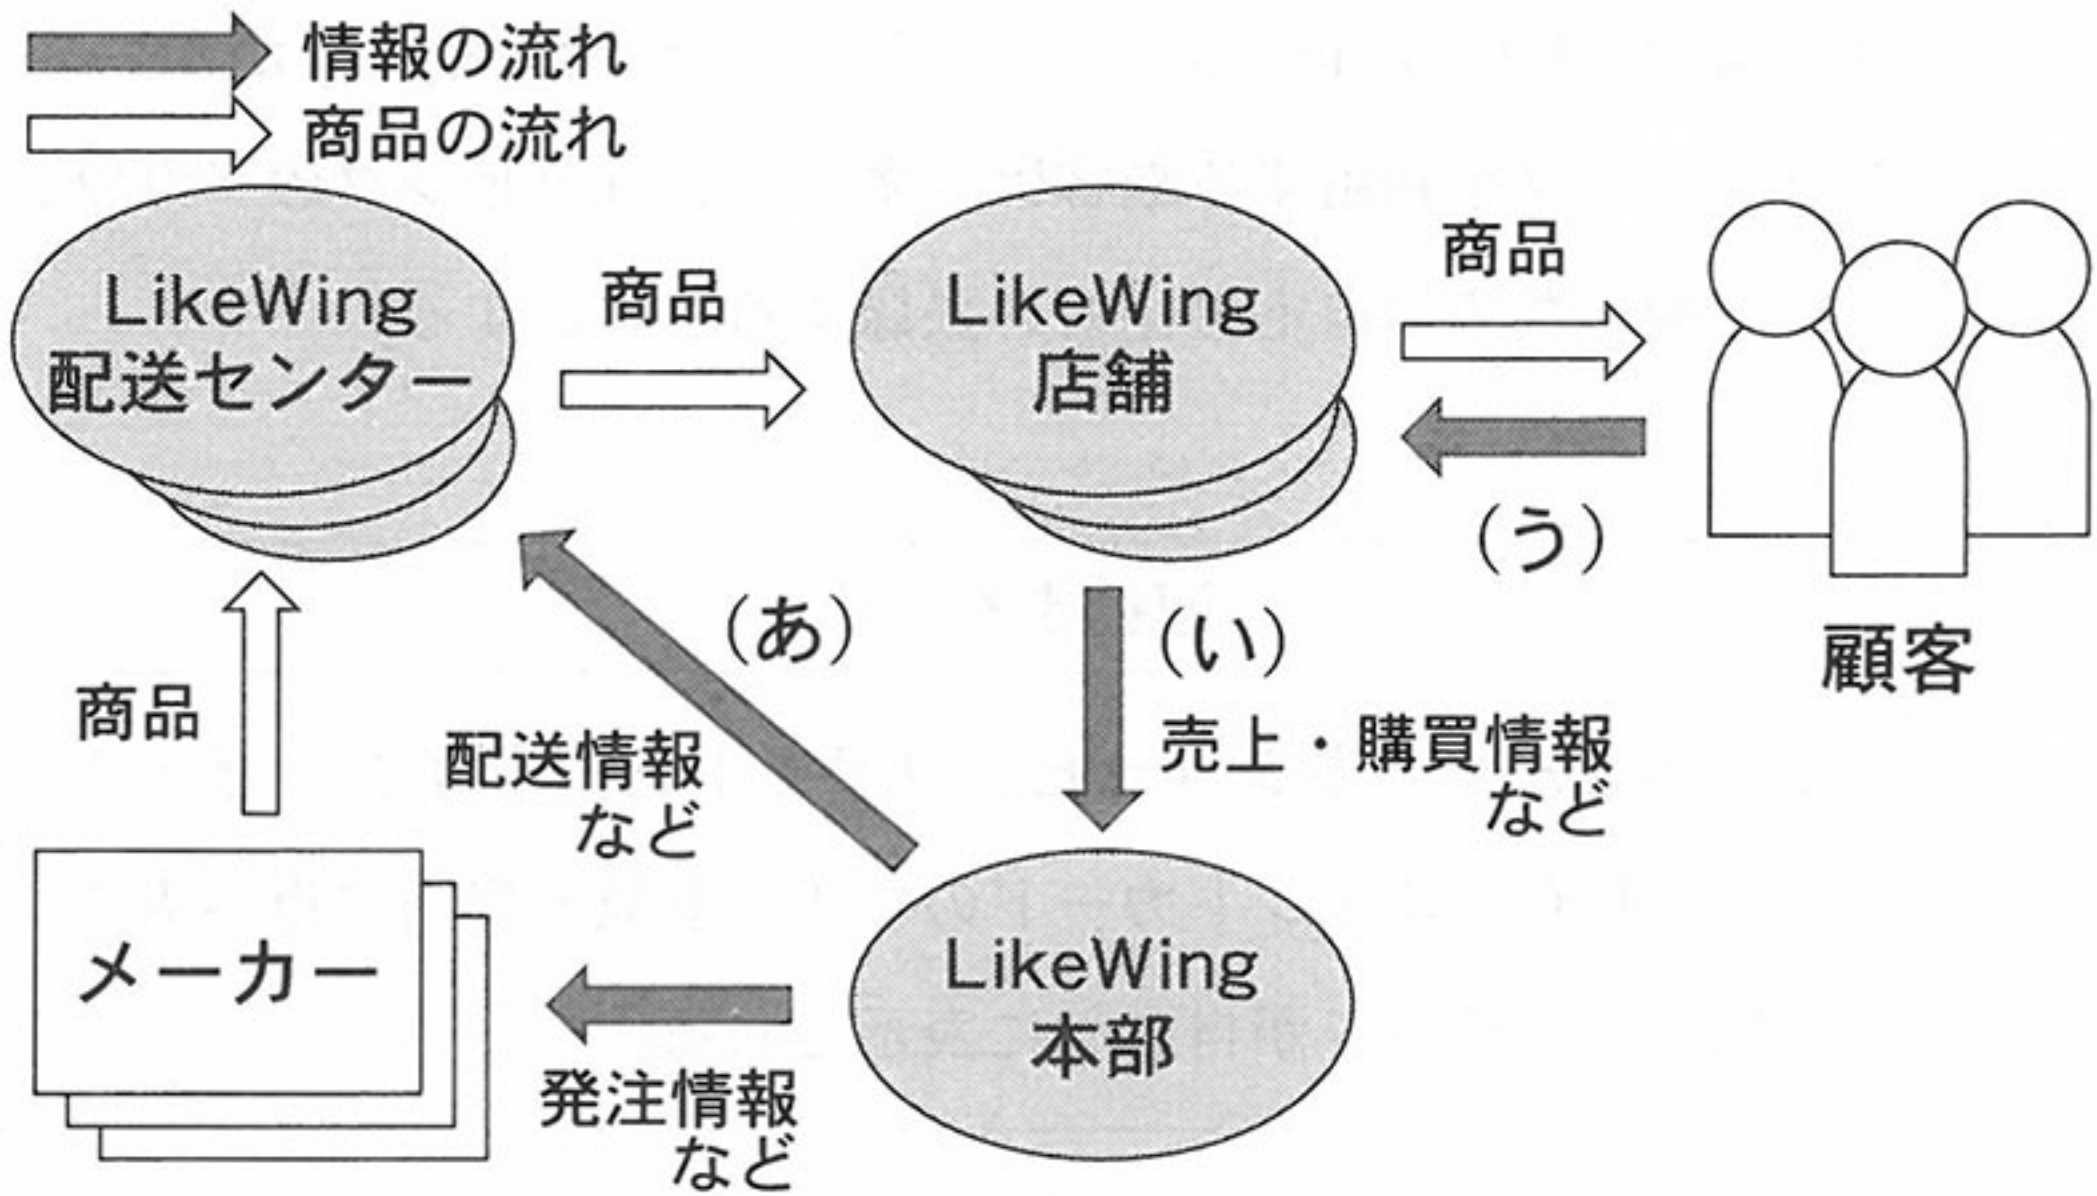 情報の流れ
商品の流れ
LikeWing
配送センター
商品
LikeWing
店舗
商品
(う)
顧客
(あ)
(い)
商品
配送情報
など
売上・購買情報
など
メーカー
発注情報
など
LikeWing
本部